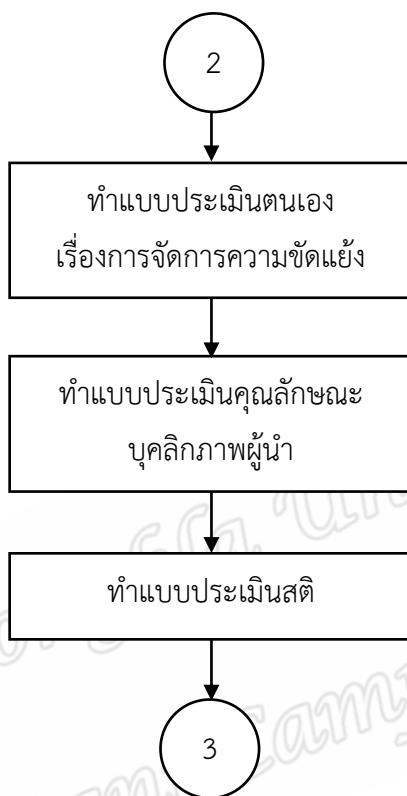 2
ทำแบบประเมินตนเอง
เรื่องการจัดการความขัดแย้ง
ทำแบบประเมินคุณลักษณะ
บุคลิกภาพผู้นำ
ทำแบบประเมินสติ
3